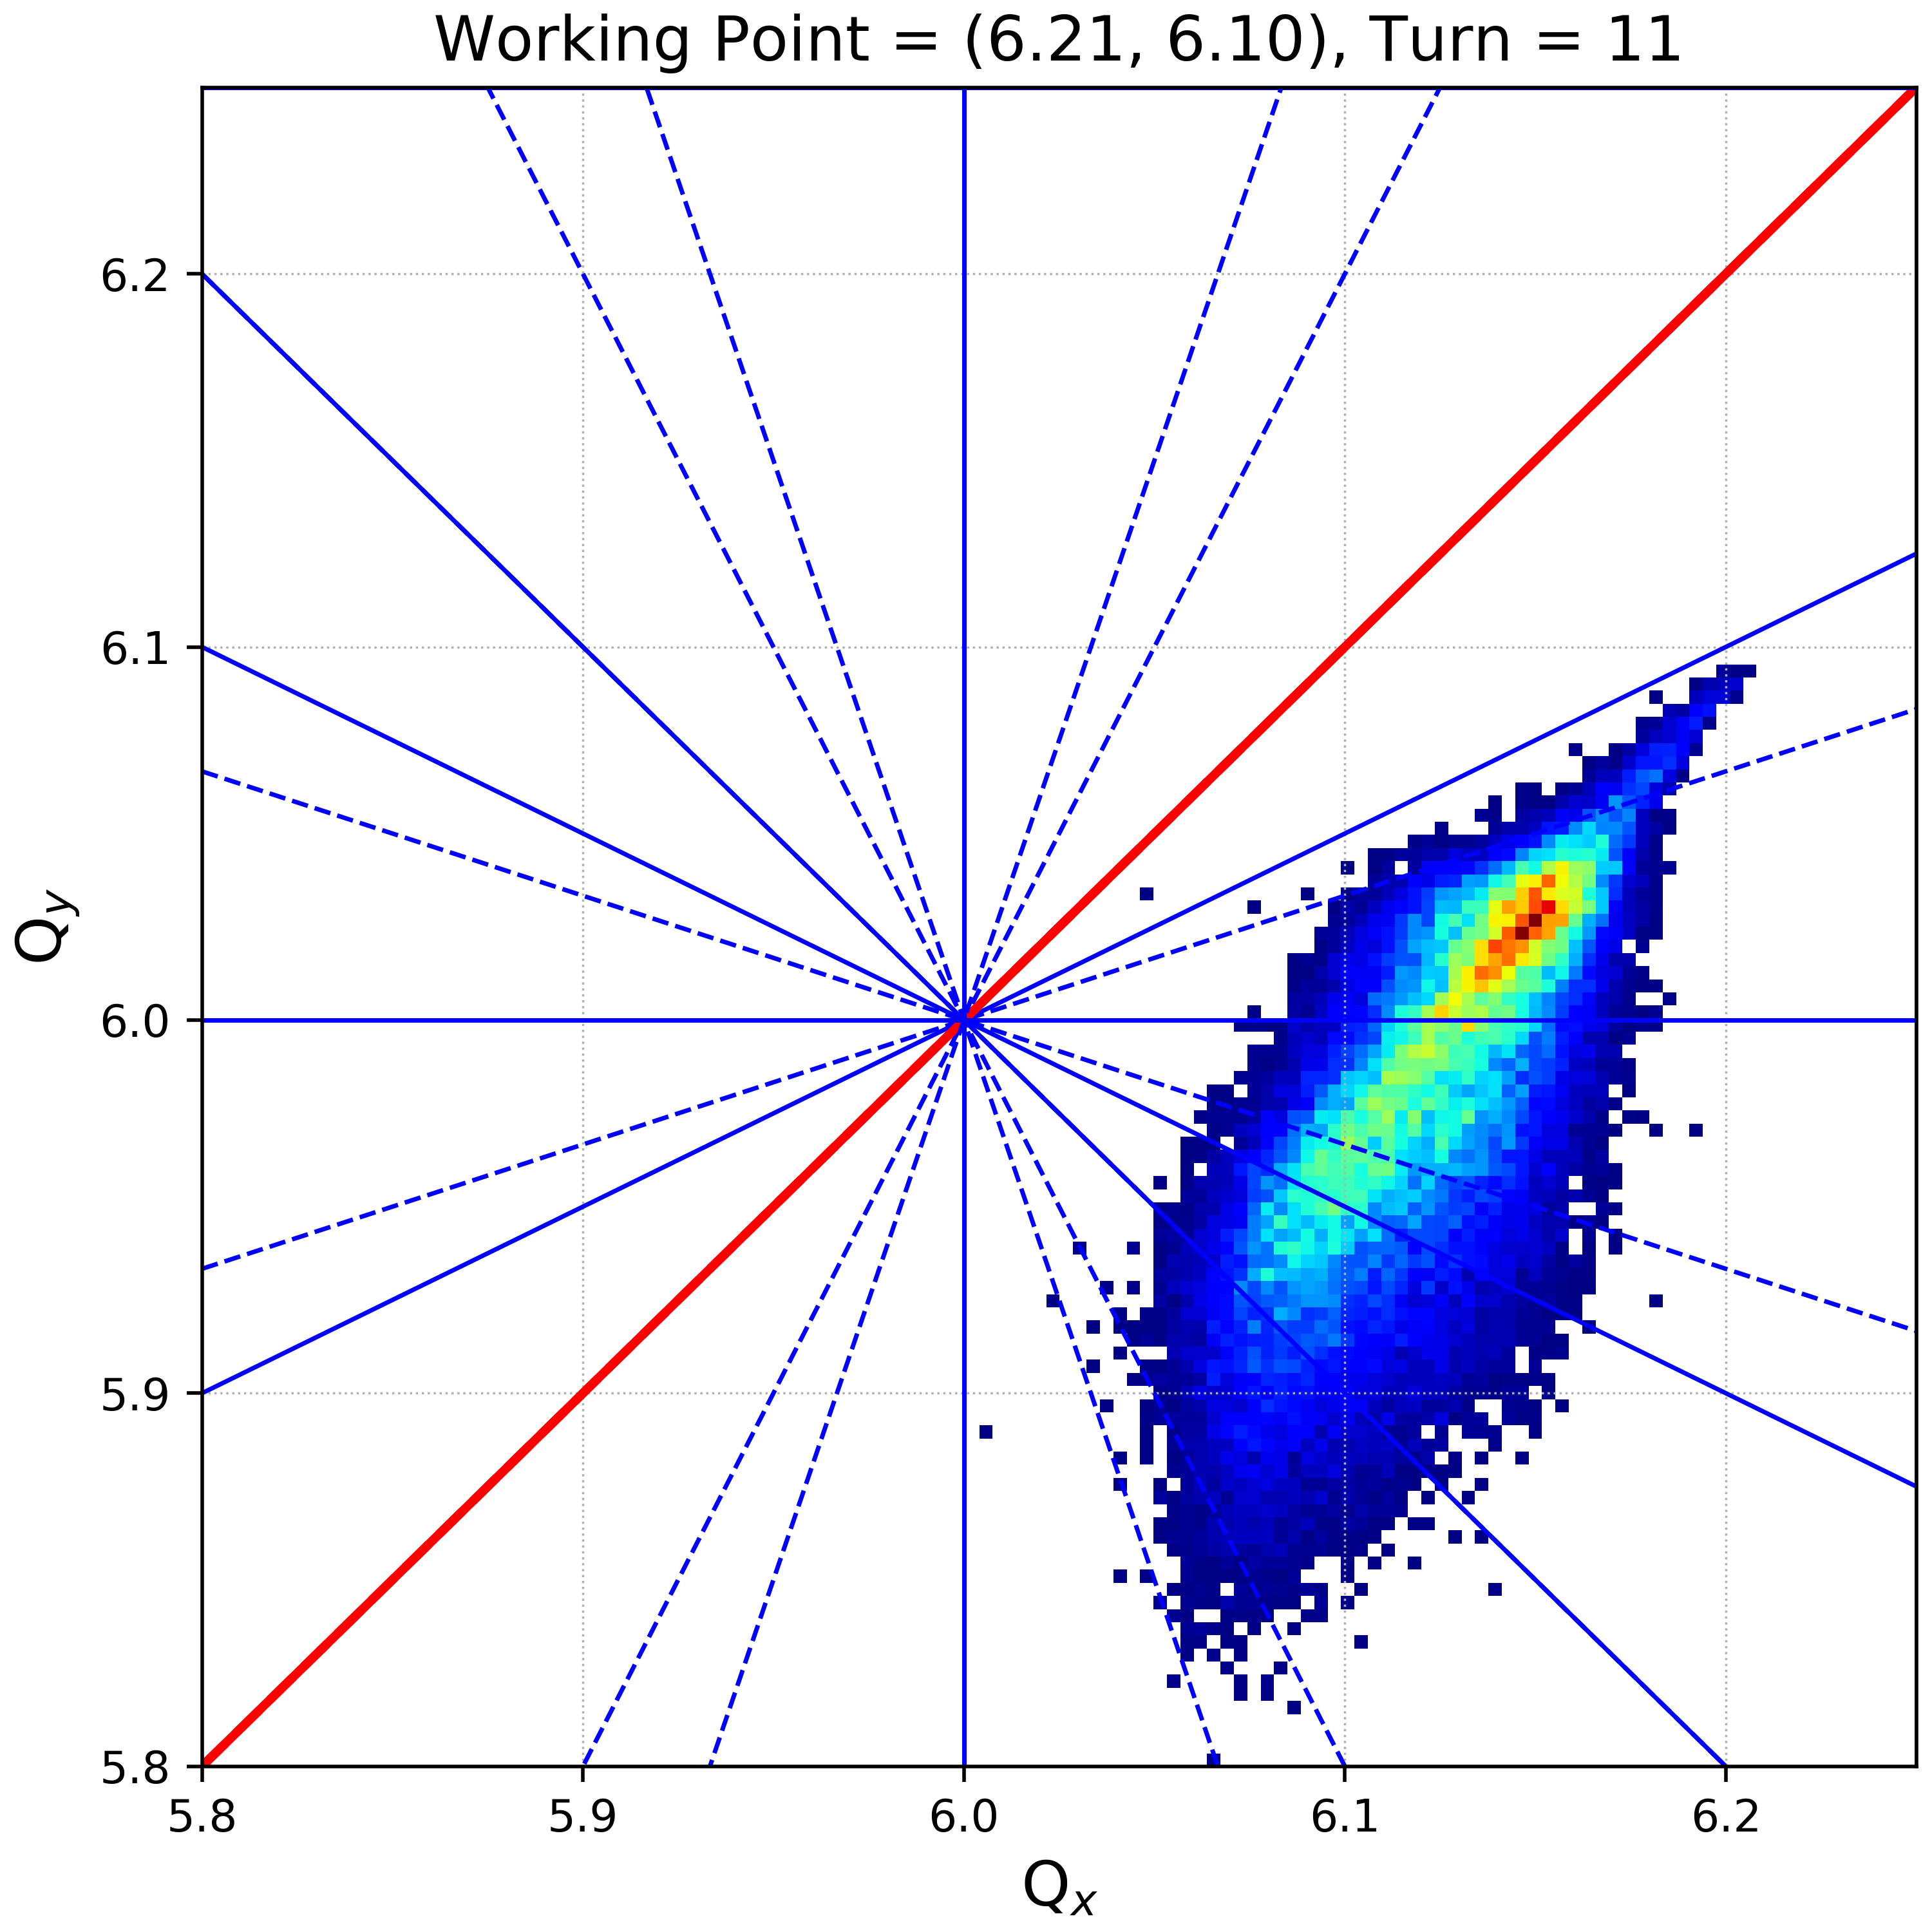 Working Point = (6.21, 6.10), Turn = 11
6.2
6.1
6.0
5.9
5.8
Qy
5.8 5.9 6.0 6.1 6.2
Qx